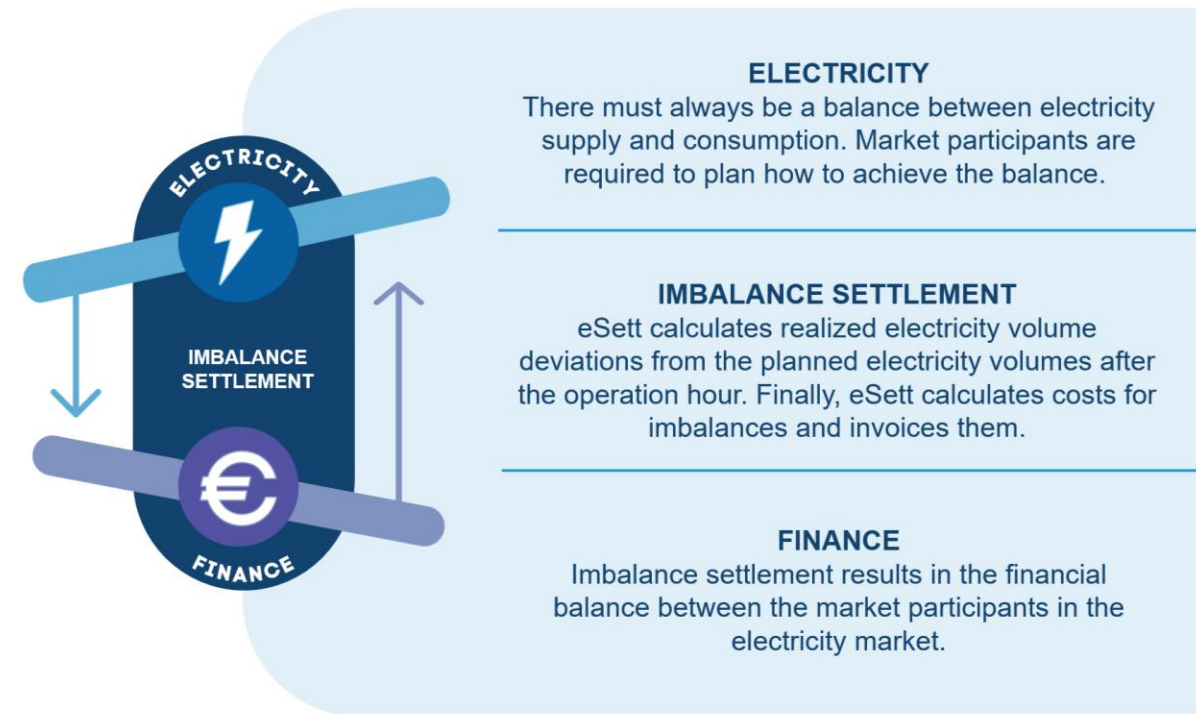 ELECTRICITY
IMBALANCE
SETTLEMENT
FINANCE
ELECTRICITY
There must always be a balance between electricity
supply and consumption. Market participants are
required to plan how to achieve the balance.
IMBALANCE SETTLEMENT
eSett calculates realized electricity volume
deviations from the planned electricity volumes after
the operation hour. Finally, eSett calculates costs for
imbalances and invoices them.
FINANCE
Imbalance settlement results in the financial
balance between the market participants in the
electricity market.